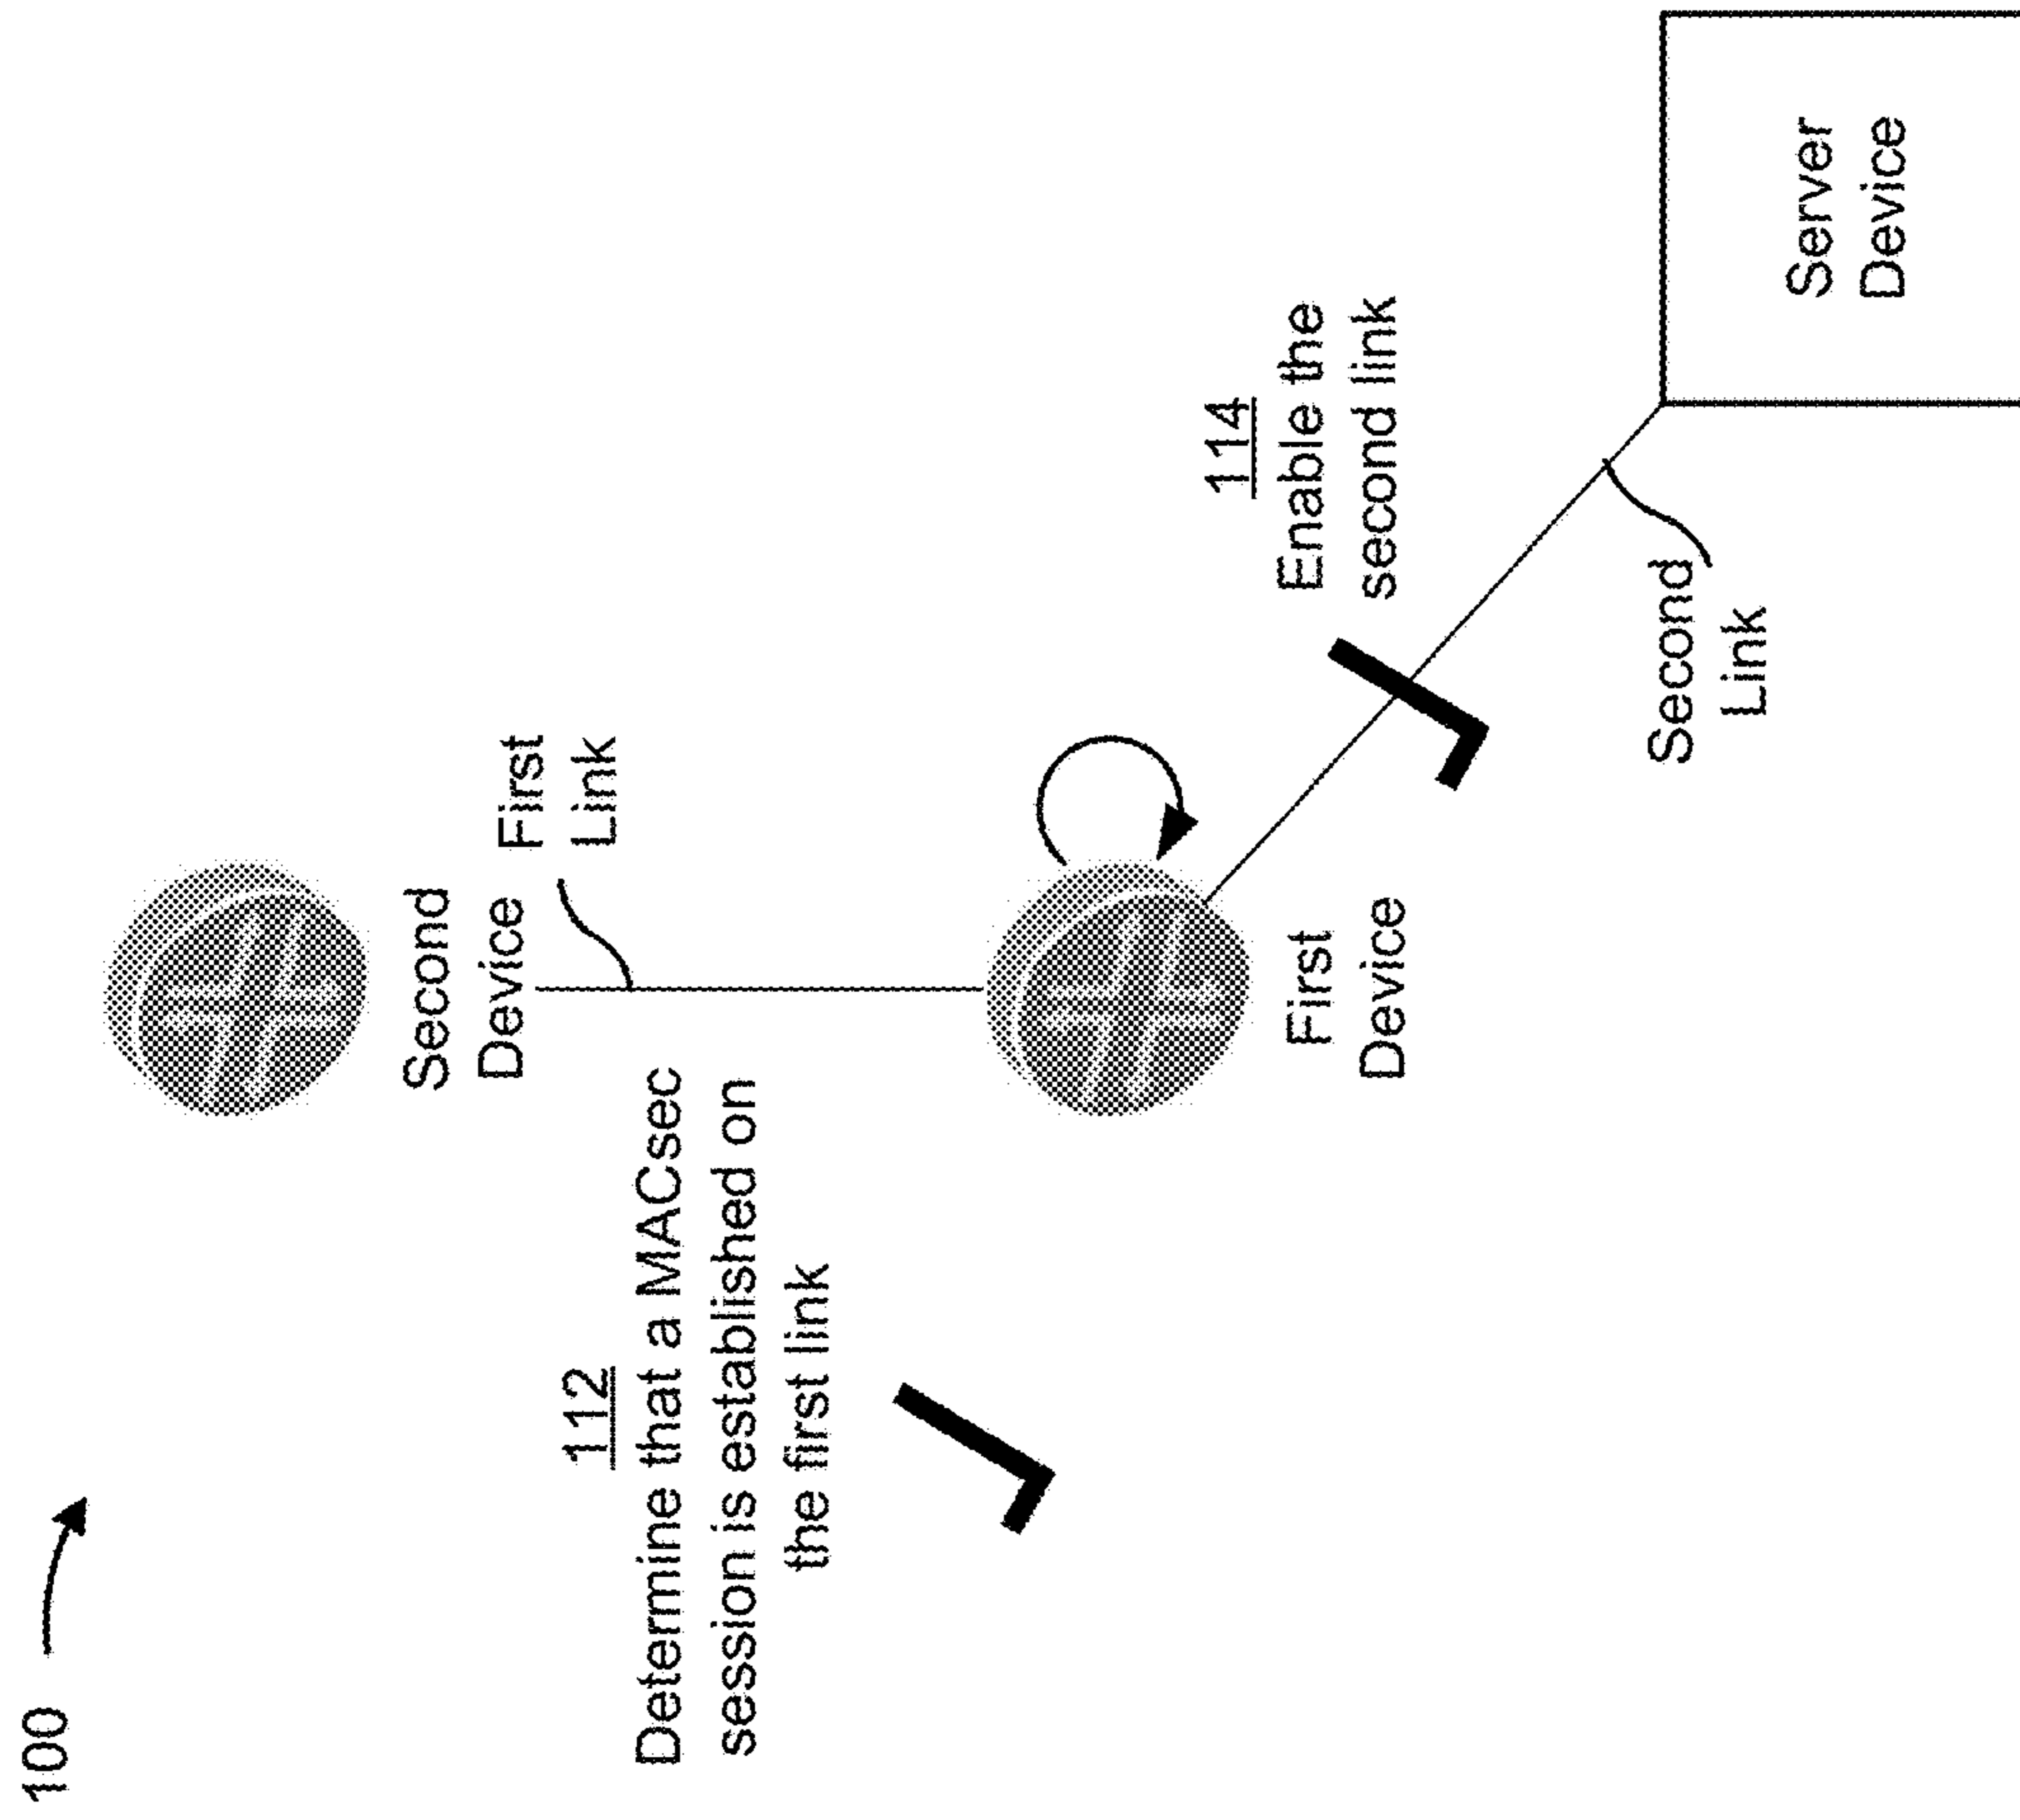 100
112
Determine that a MACsec
session is established on
the first link
Second
Device
First
Link
First
Device
114
Enable the
second link
Second
Link
Server
Device